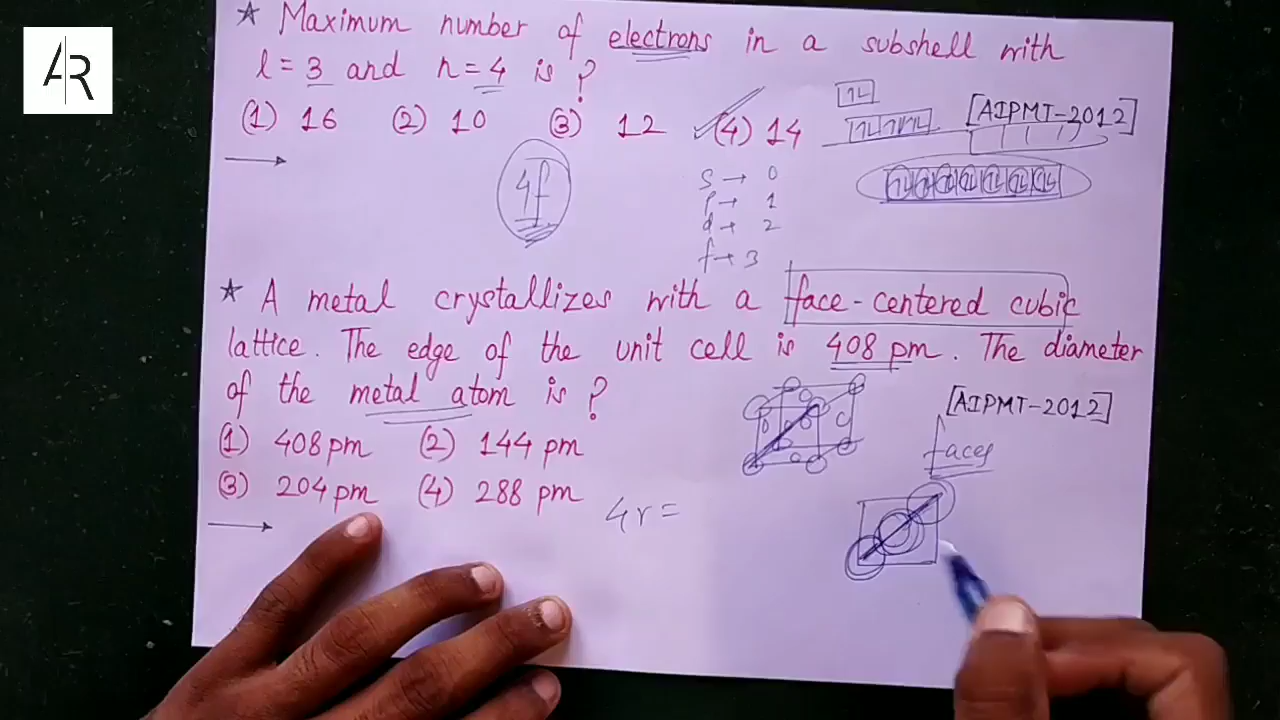 AR
★ Maximum number of electrons in a subshell with
l = 3 and n = 4 is ?
(1) 16 (2) 10 (3) 12 (4) 14 [AIPMT-2012]
4f
s → 0
p → 1
d → 2
f → 3
★ A metal crystallizes with a face-centered cubic
lattice. The edge of the unit cell is 408 pm. The diameter
of the metal atom is ?
[AIPMT-2012]
(1) 408 pm (2) 144 pm
(3) 204 pm (4) 288 pm
faces
4r =